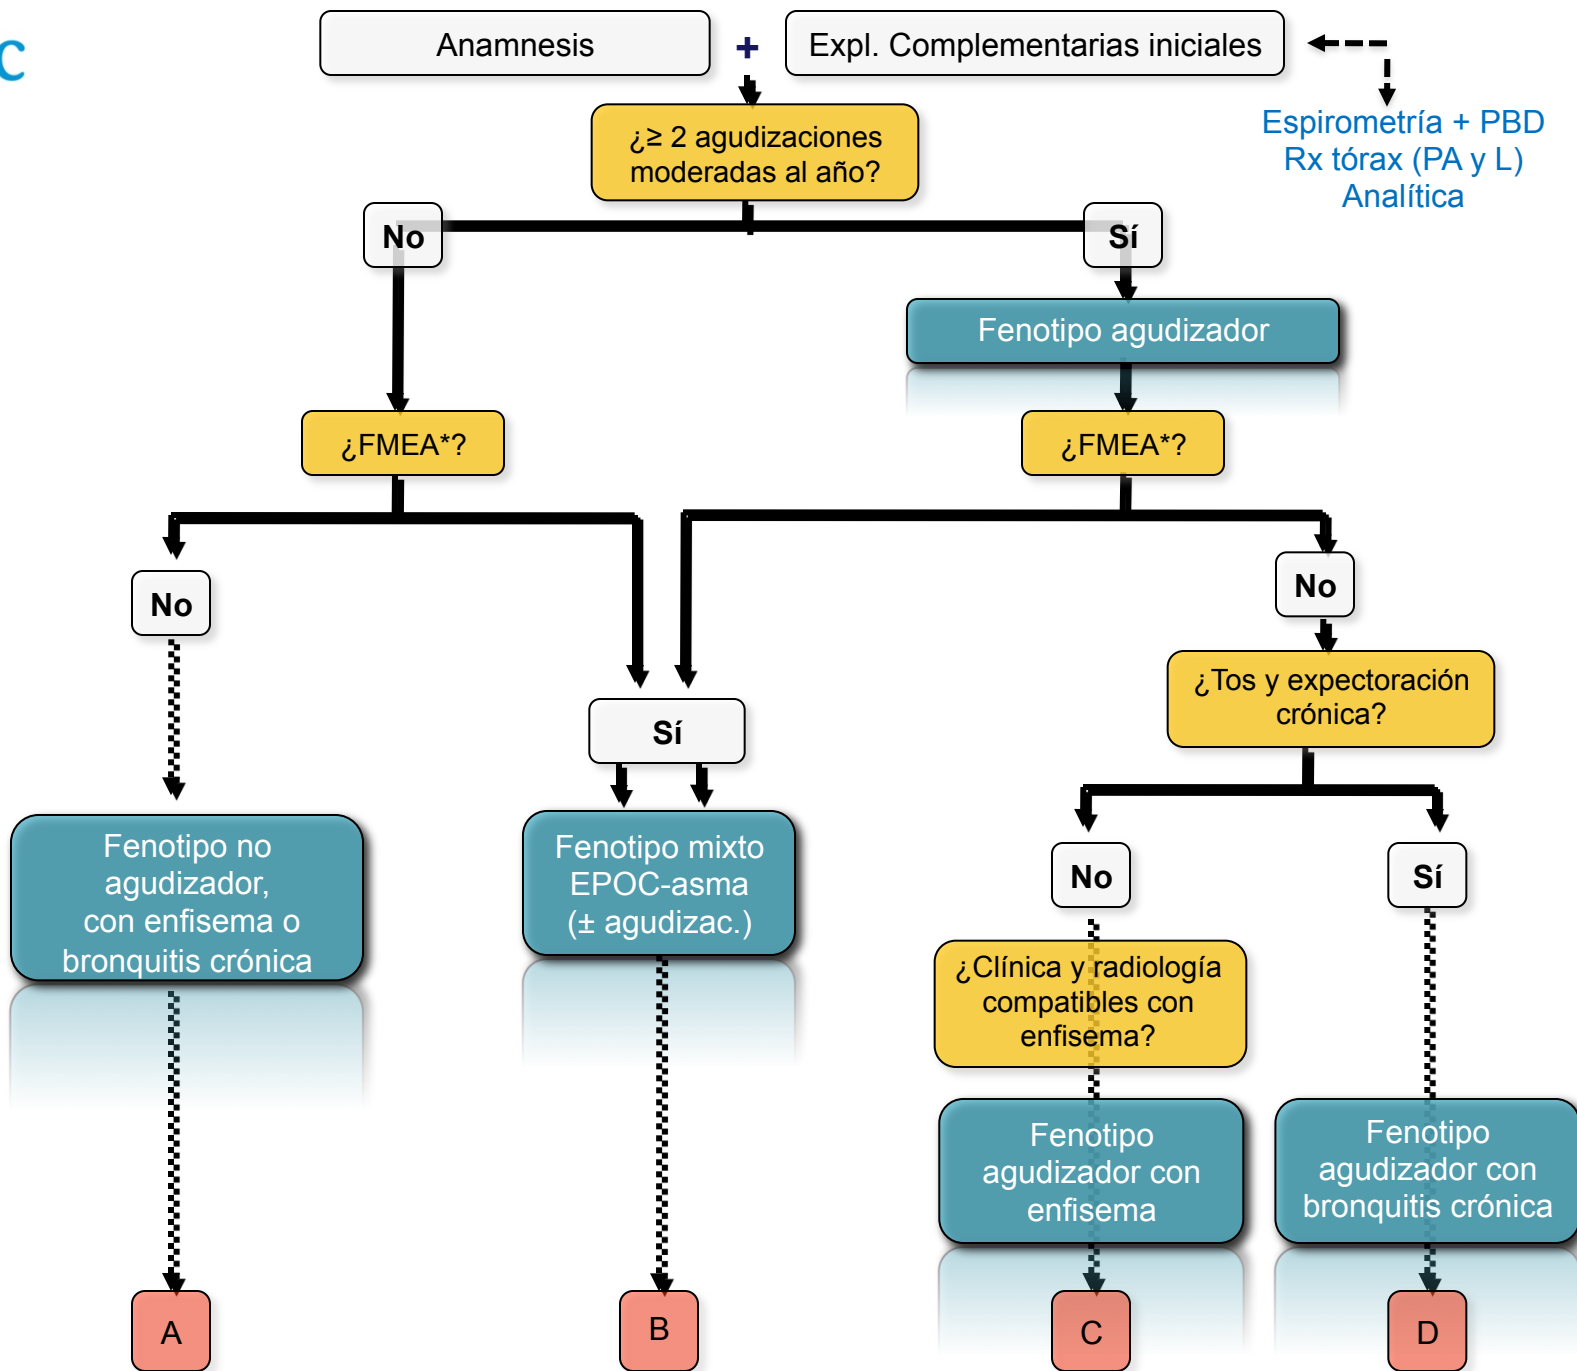 C
Anamnesis
+
Expl. Complementarias iniciales
Espirometría + PBD
Rx tórax (PA y L)
Analítica
¿≥ 2 agudizaciones
moderadas al año?
No
Sí
Fenotipo agudizador
¿FMEA*?
¿FMEA*?
No
No
¿Tos y expectoración
crónica?
Sí
Fenotipo no
agudizador,
con enfisema o
bronquitis crónica
Fenotipo mixto
EPOC-asma
(± agudizac.)
No
Sí
¿Clínica y radiología
compatibles con
enfisema?
Fenotipo
agudizador con
enfisema
Fenotipo
agudizador con
bronquitis crónica
A
B
C
D